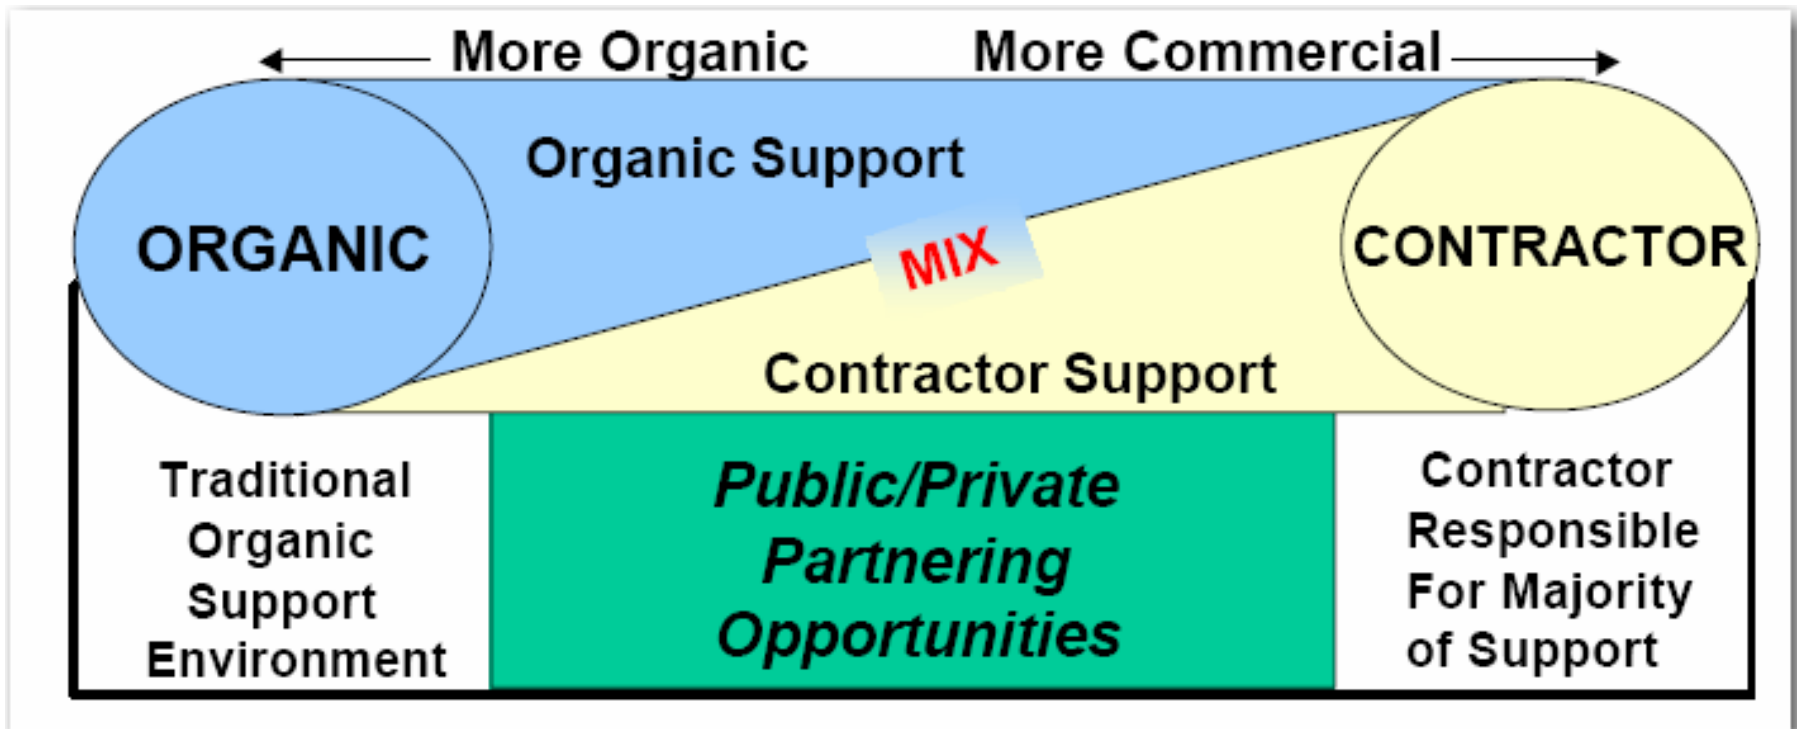 More Organic
More Commercial
Organic Support
ORGANIC
MIX
CONTRACTOR
Contractor Support
Traditional
Organic
Support
Environment
Public/Private
Partnering
Opportunities
Contractor
Responsible
For Majority
of Support